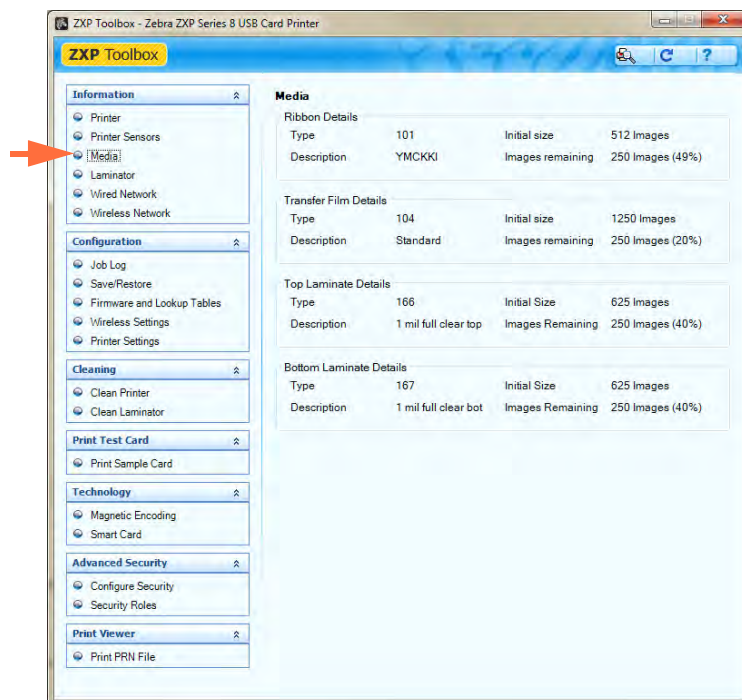 ZXP Toolbox - Zebra ZXP Series 8 USB Card Printer
ZXP Toolbox
?
Information
Printer
Printer Sensors
Media
Laminator
Wired Network
Wireless Network
Configuration
Job Log
Save/Restore
Firmware and Lookup Tables
Wireless Settings
Printer Settings
Cleaning
Clean Printer
Clean Laminator
Print Test Card
Print Sample Card
Technology
Magnetic Encoding
Smart Card
Advanced Security
Configure Security
Security Roles
Print Viewer
Print PRN File
Media
Ribbon Details
Type 101 Initial size 512 Images
Description YMCKKI Images remaining 250 Images (49%)
Transfer Film Details
Type 104 Initial size 1250 Images
Description Standard Images remaining 250 Images (20%)
Top Laminate Details
Type 166 Initial Size 625 Images
Description 1 mil full clear top Images Remaining 250 Images (40%)
Bottom Laminate Details
Type 167 Initial Size 625 Images
Description 1 mil full clear bot Images Remaining 250 Images (40%)